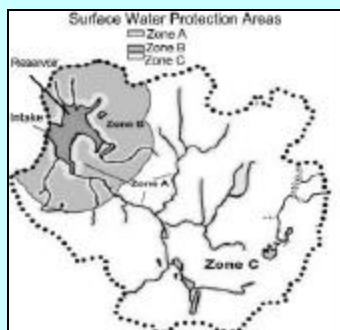 Surface Water Protection Areas
Zone A
Zone B
Zone C
Reservoir
Intake
Zone B
Zone A
Zone C